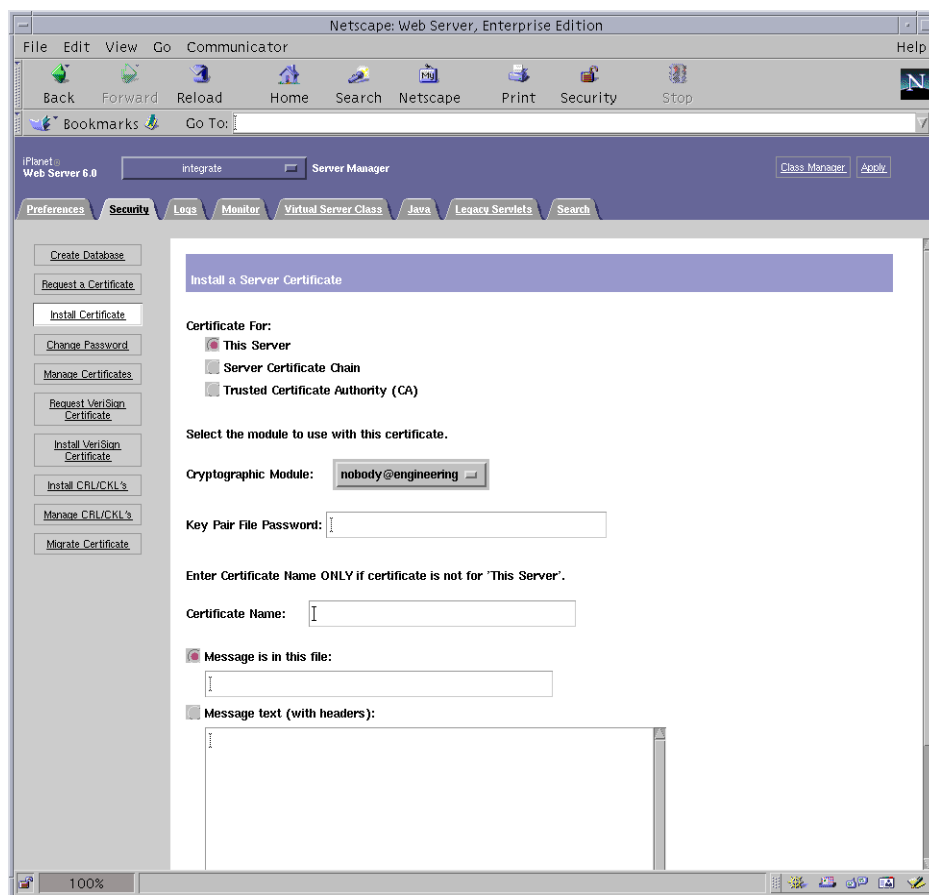 Netscape: Web Server, Enterprise Edition
File Edit View Go Communicator Help
Back Forward Reload Home Search Netscape Print Security Stop
My
N
Bookmarks Go To:
iPlanet
Web Server 6.0
integrate
Server Manager
Class Manager Apply
Preferences Security Logs Monitor Virtual Server Class Java Legacy Servlets Search
Create Database
Request a Certificate
Install Certificate
Change Password
Manage Certificates
Request VeriSign
Certificate
Install VeriSign
Certificate
Install CRL/CKL's
Manage CRL/CKL's
Migrate Certificate
Install a Server Certificate
Certificate For:
This Server
Server Certificate Chain
Trusted Certificate Authority (CA)
Select the module to use with this certificate.
Cryptographic Module: nobody@engineering
Key Pair File Password:
Enter Certificate Name ONLY if certificate is not for 'This Server'.
Certificate Name:
Message is in this file:
Message text (with headers):
100%